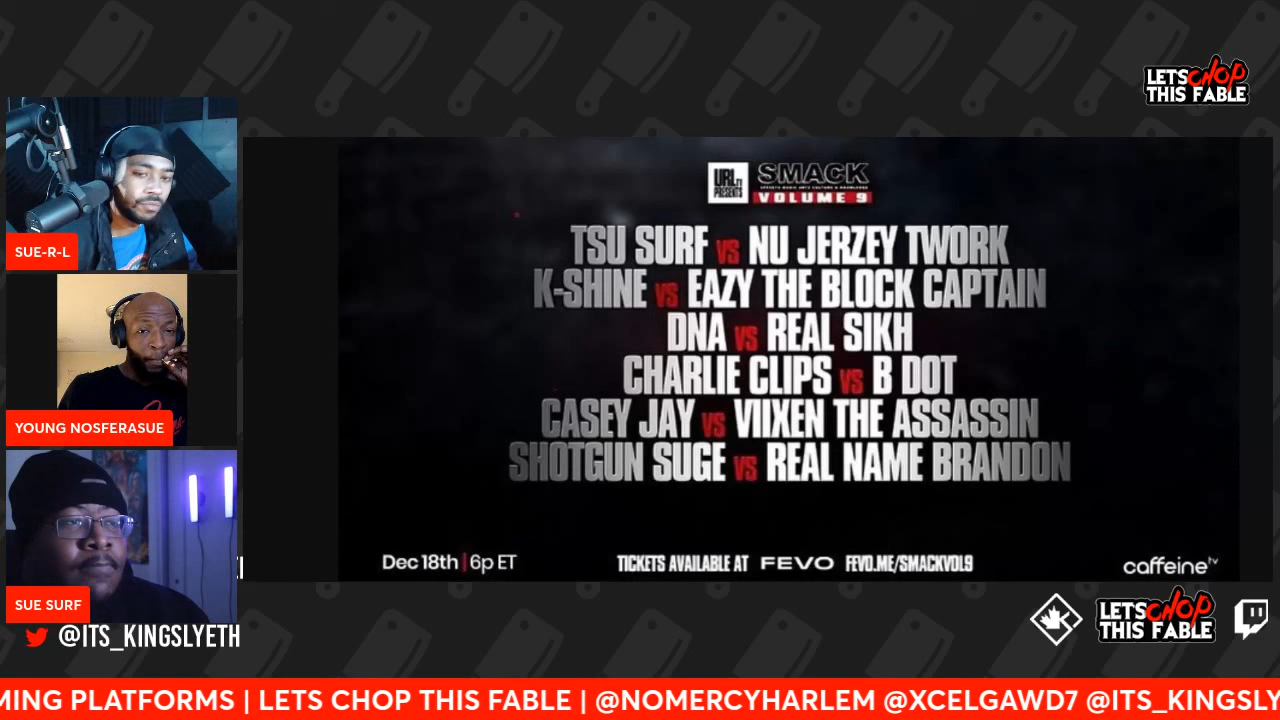 LETS CHOP
THIS FABLE
SUE-R-L
YOUNG NOSFERASUE
SUE SURF
URLTV
PRESENTS
SMACK
VOLUME 9
TSU SURF VS NU JERZEY TWORK
K-SHINE VS EAZY THE BLOCK CAPTAIN
DNA VS REAL SIKH
CHARLIE CLIPS VS B DOT
CASEY JAY VS VIIXEN THE ASSASSIN
SHOTGUN SUGE VS REAL NAME BRANDON
Dec 18th | 6p ET
TICKETS AVAILABLE AT FEVO FEVO.ME/SMACKVOL9
caffeine tv
@ITS_KINGSLYETH
K
LETS CHOP
THIS FABLE
MING PLATFORMS | LETS CHOP THIS FABLE | @NOMERCYHARLEM @XCELGAWD7 @ITS_KINGSLY